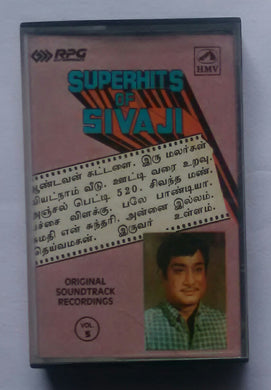 RPG
HMV
SUPERHITS
OF
SIVAJI
ஆண்டவன் கட்டளை. இரு மலர்கள்
வியட்நாம் வீடு. ஊட்டி வரை உறவு.
அஞ்சல் பெட்டி 520. சிவந்த மண்.
பச்சை விளக்கு. பலே பாண்டியா.
சுமதி என் சுந்தரி. அன்னை இல்லம்.
தெய்வமகன். இருவர் உள்ளம்.
ORIGINAL
SOUNDTRACK
RECORDINGS
VOL.
5